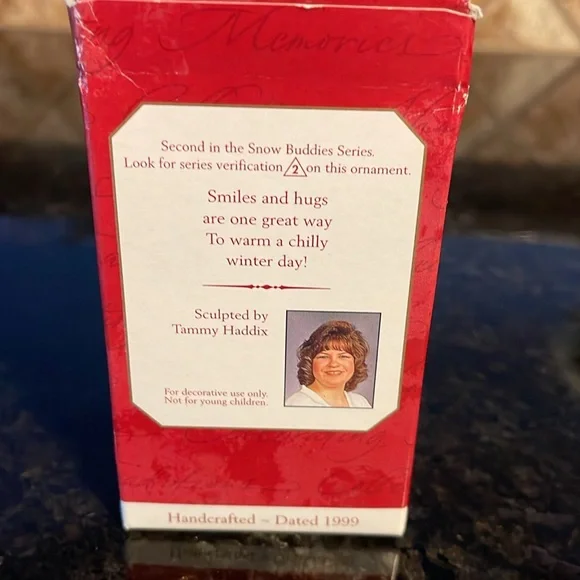 Memories
Second in the Snow Buddies Series.
Look for series verification 2 on this ornament.
Smiles and hugs
are one great way
To warm a chilly
winter day!
Sculpted by
Tammy Haddix
For decorative use only.
Not for young children.
Handcrafted ~ Dated 1999